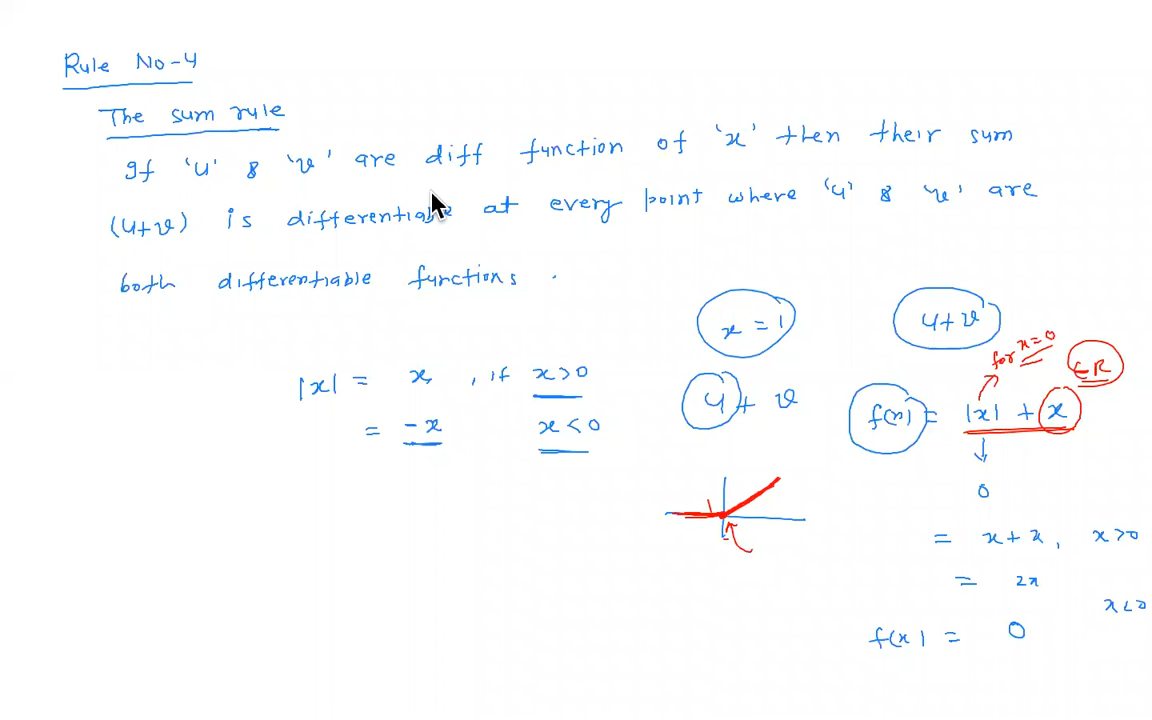 Rule No-4
The sum rule
If 'u' & 'v' are diff function of 'x' then their sum
(u+v) is differentiable at every point where 'u' & 'v' are
both differentiable functions .
x = 1
u+v
for x=0
∈R
|x| = x, , if x>0
= -x x<0
u + v
f(x) = |x| + x
0
= x+x, x>0
= 2x
x<0
f(x) = 0